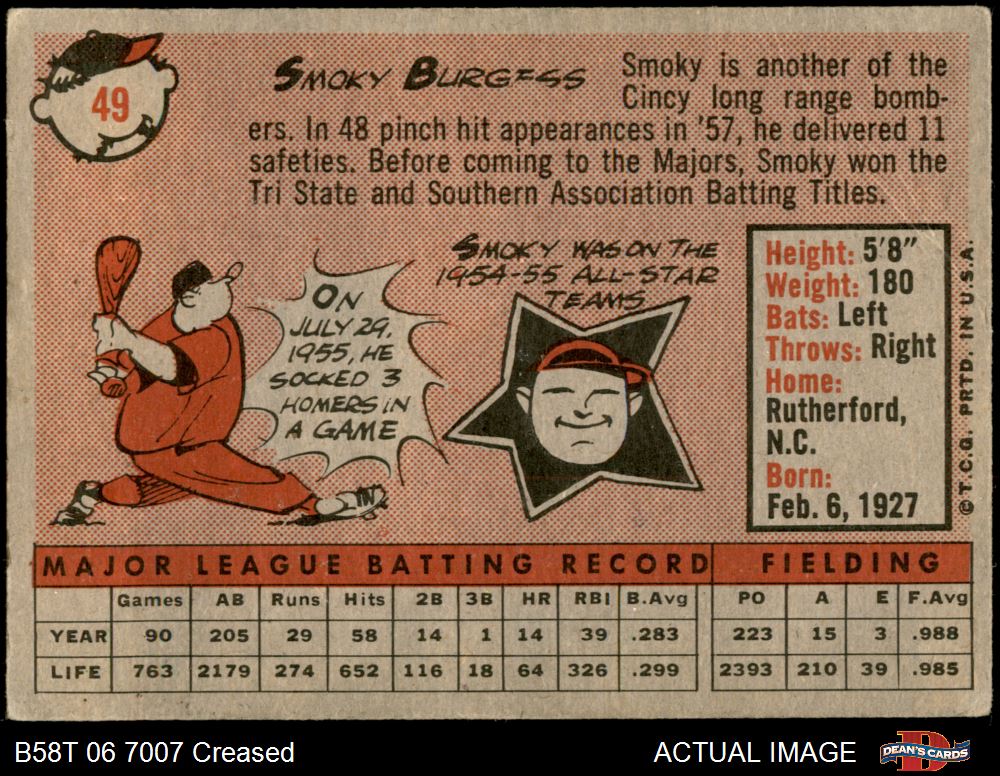 49
SMOKY BURGESS
Smoky is another of the
Cincy long range bomb-
ers. In 48 pinch hit appearances in '57, he delivered 11
safeties. Before coming to the Majors, Smoky won the
Tri State and Southern Association Batting Titles.
ON
JULY 29,
1955, HE
SOCKED 3
HOMERS IN
A GAME
SMOKY WAS ON THE
1954-55 ALL-STAR
TEAMS
Height: 5'8"
Weight: 180
Bats: Left
Throws: Right
Home:
Rutherford,
N.C.
Born:
Feb. 6, 1927
© T.C.G. PRTD. IN U.S.A.
MAJOR LEAGUE BATTING RECORD FIELDING
Games AB Runs Hits 2B 3B HR RBI B.Avg PO A E F.Avg
YEAR 90 205 29 58 14 1 14 39 .283 223 15 3 .988
LIFE 763 2179 274 652 116 18 64 326 .299 2393 210 39 .985
B58T 06 7007 Creased
ACTUAL IMAGE
DEAN'S CARDS